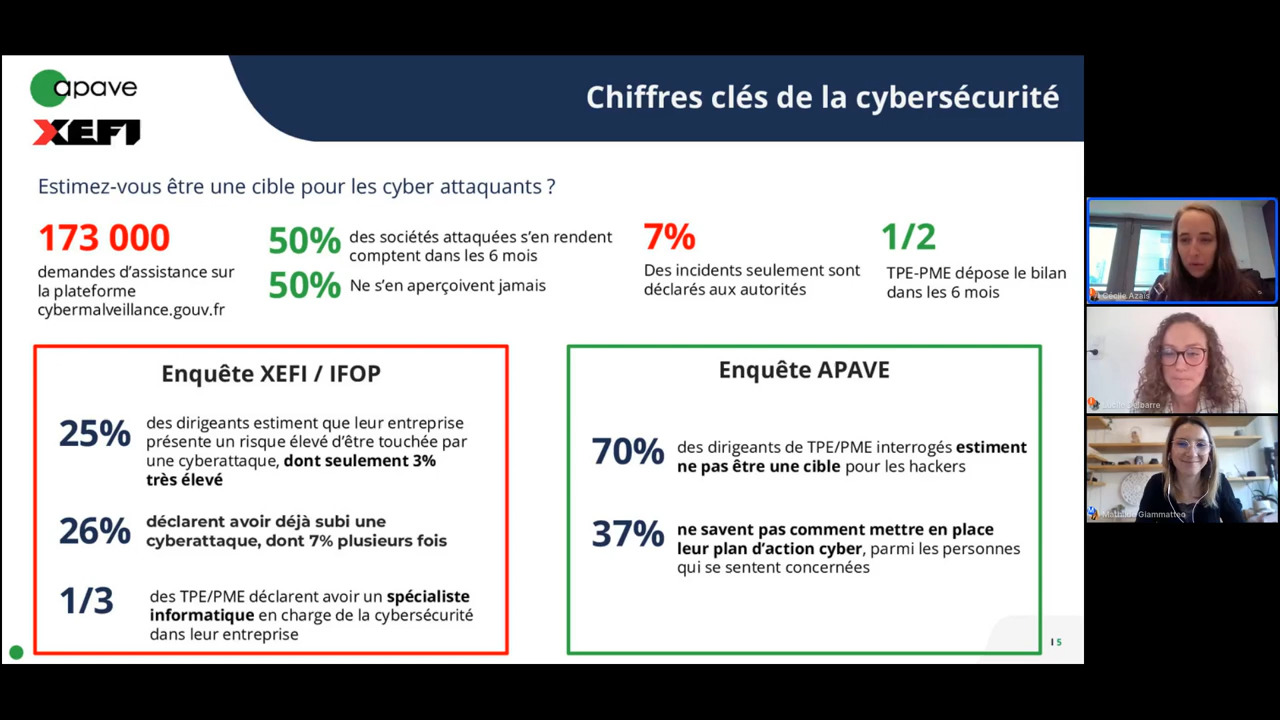 apave
XEFI
Chiffres clés de la cybersécurité
Estimez-vous être une cible pour les cyber attaquants ?
173 000
demandes d’assistance sur
la plateforme
cybermalveillance.gouv.fr
50% des sociétés attaquées s’en rendent
comptent dans les 6 mois
50% Ne s’en aperçoivent jamais
7%
Des incidents seulement sont
déclarés aux autorités
1/2
TPE-PME dépose le bilan
dans les 6 mois
Enquête XEFI / IFOP
25% des dirigeants estiment que leur entreprise
présente un risque élevé d’être touchée par
une cyberattaque, dont seulement 3%
très élevé
26% déclarent avoir déjà subi une
cyberattaque, dont 7% plusieurs fois
1/3 des TPE/PME déclarent avoir un spécialiste
informatique en charge de la cybersécurité
dans leur entreprise
Enquête APAVE
70% des dirigeants de TPE/PME interrogés estiment
ne pas être une cible pour les hackers
37% ne savent pas comment mettre en place
leur plan d’action cyber, parmi les personnes
qui se sentent concernées
I 5
Cécile Azaïs
Mathilde Giammatteo